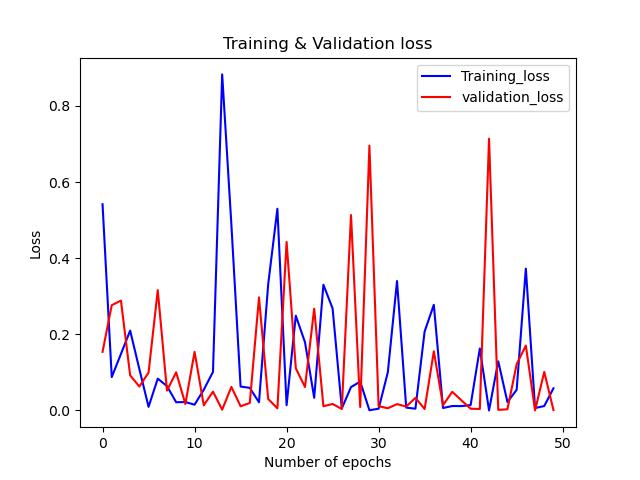 Training & Validation loss
Training_loss
validation_loss
0.8
0.6
0.4
0.2
0.0
Loss
0 10 20 30 40 50
Number of epochs